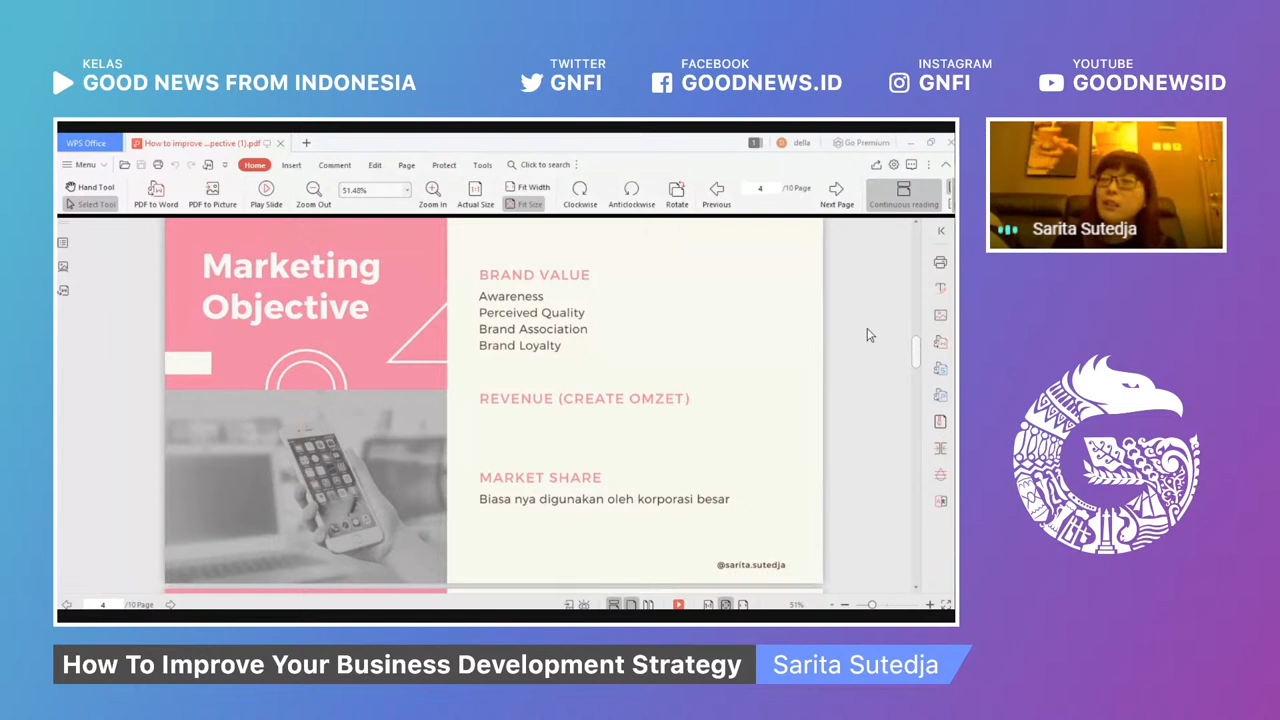 KELAS
GOOD NEWS FROM INDONESIA
TWITTER
GNFI
FACEBOOK
GOODNEWS.ID
INSTAGRAM
GNFI
YOUTUBE
GOODNEWSID
WPS Office
How to improve ...pective (1).pdf
1
della
Go Premium
Menu
Home
Insert
Comment
Edit
Page
Protect
Tools
Click to search
Hand Tool
Select Tool
PDF to Word
PDF to Picture
Play Slide
Zoom Out
51.48%
Zoom In
Actual Size
Fit Width
Fit Size
Clockwise
Anticlockwise
Rotate
Previous
4
/10 Page
Next Page
Continuous reading
Sarita Sutedja
Marketing
Objective
BRAND VALUE
Awareness
Perceived Quality
Brand Association
Brand Loyalty
REVENUE (CREATE OMZET)
MARKET SHARE
Biasa nya digunakan oleh korporasi besar
@sarita.sutedja
4
/10 Page
51%
How To Improve Your Business Development Strategy
Sarita Sutedja